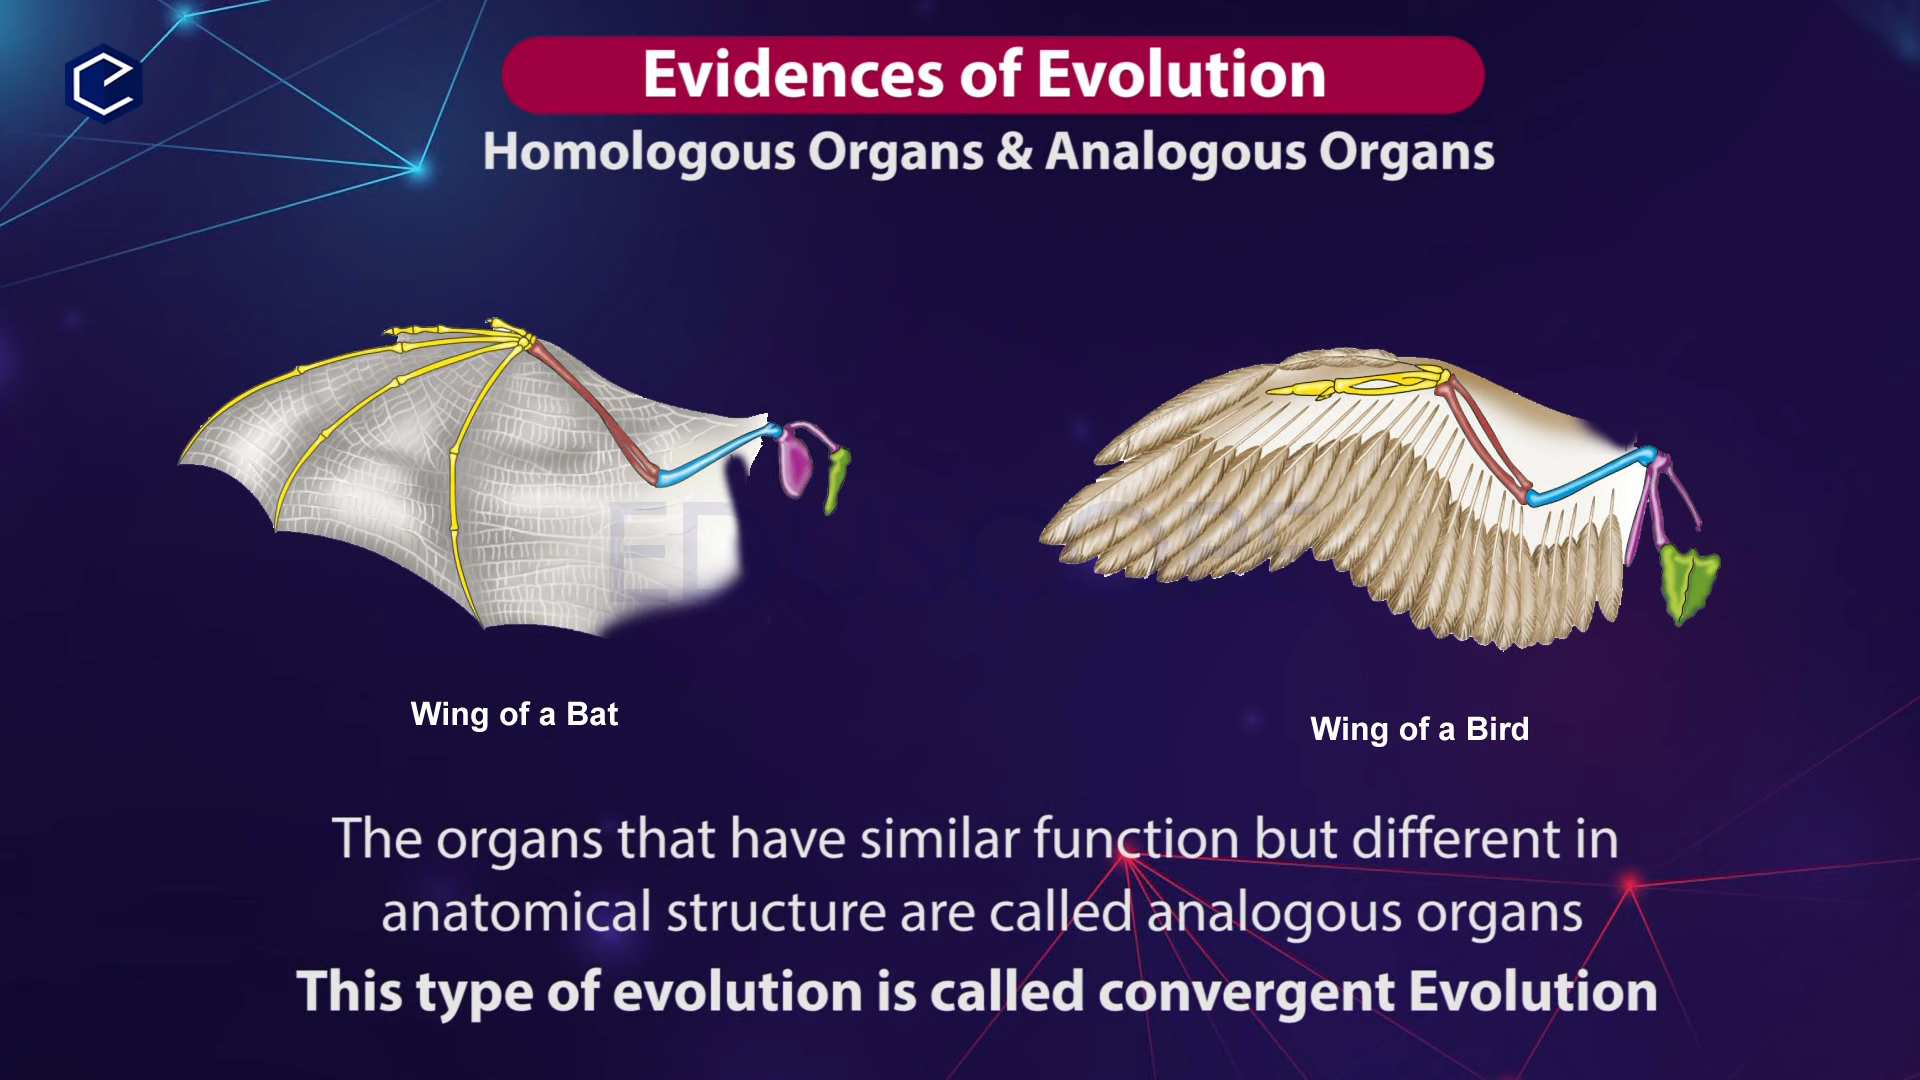 Evidences of Evolution
Homologous Organs & Analogous Organs
EDUSCOPE
Wing of a Bat
Wing of a Bird
The organs that have similar function but different in
anatomical structure are called analogous organs
This type of evolution is called convergent Evolution